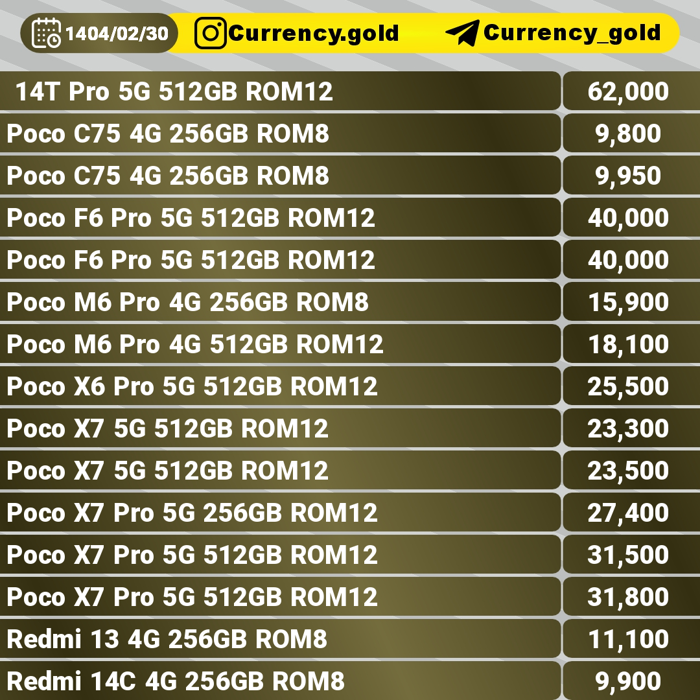 1404/02/30 Currency.gold Currency_gold
14T Pro 5G 512GB ROM12 62,000
Poco C75 4G 256GB ROM8 9,800
Poco C75 4G 256GB ROM8 9,950
Poco F6 Pro 5G 512GB ROM12 40,000
Poco F6 Pro 5G 512GB ROM12 40,000
Poco M6 Pro 4G 256GB ROM8 15,900
Poco M6 Pro 4G 512GB ROM12 18,100
Poco X6 Pro 5G 512GB ROM12 25,500
Poco X7 5G 512GB ROM12 23,300
Poco X7 5G 512GB ROM12 23,500
Poco X7 Pro 5G 256GB ROM12 27,400
Poco X7 Pro 5G 512GB ROM12 31,500
Poco X7 Pro 5G 512GB ROM12 31,800
Redmi 13 4G 256GB ROM8 11,100
Redmi 14C 4G 256GB ROM8 9,900